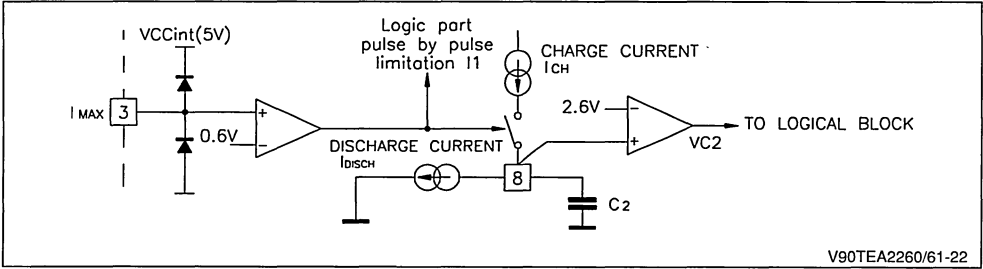 VCCint(5V)
Logic part
pulse by pulse
limitation I1
CHARGE CURRENT
ICH
IMAX
3
+
0.6V
−
2.6V
−
+
VC2
TO LOGICAL BLOCK
DISCHARGE CURRENT
IDISCH
8
C2
V90TEA2260/61-22